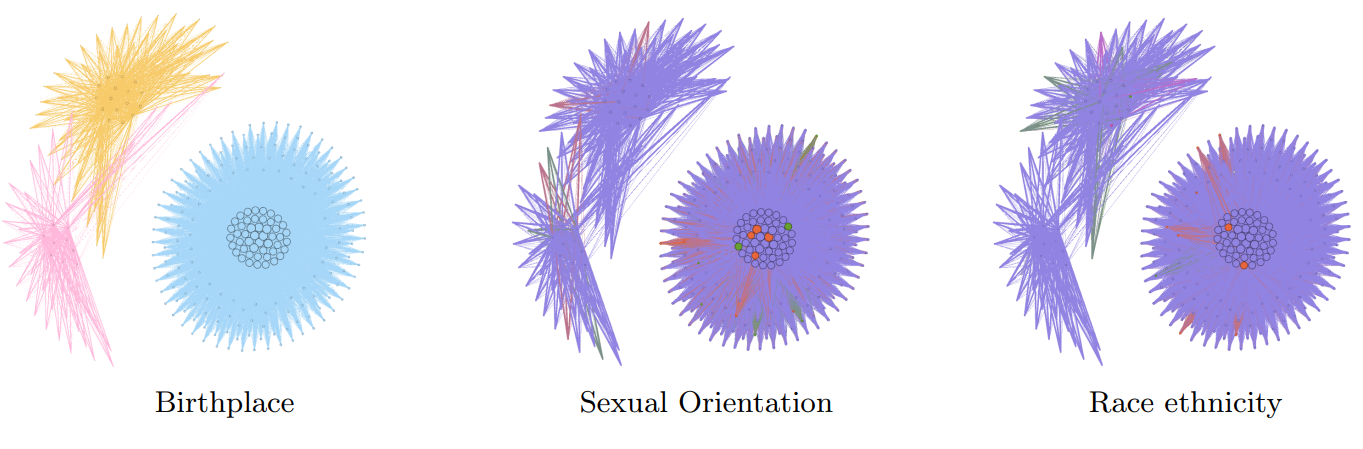 Birthplace
Sexual Orientation
Race ethnicity